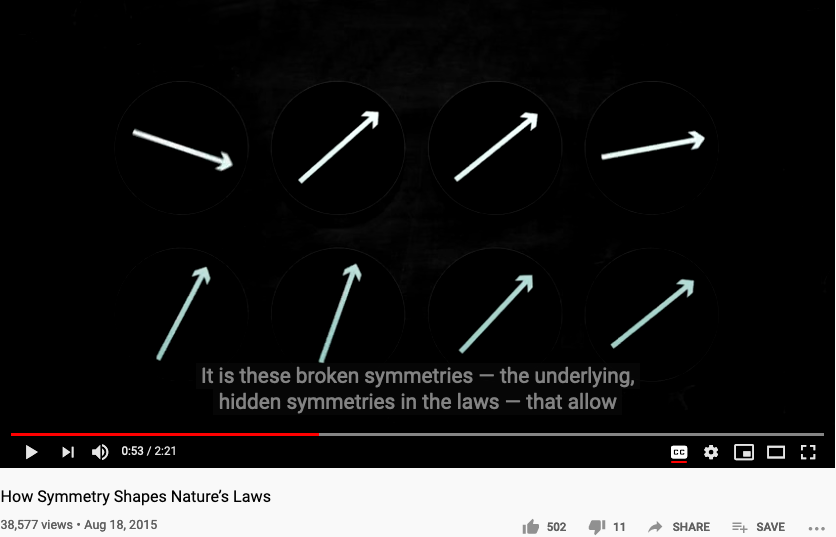 It is these broken symmetries — the underlying,
hidden symmetries in the laws — that allow
0:53 / 2:21
CC
How Symmetry Shapes Nature’s Laws
38,577 views • Aug 18, 2015
502 11 SHARE SAVE